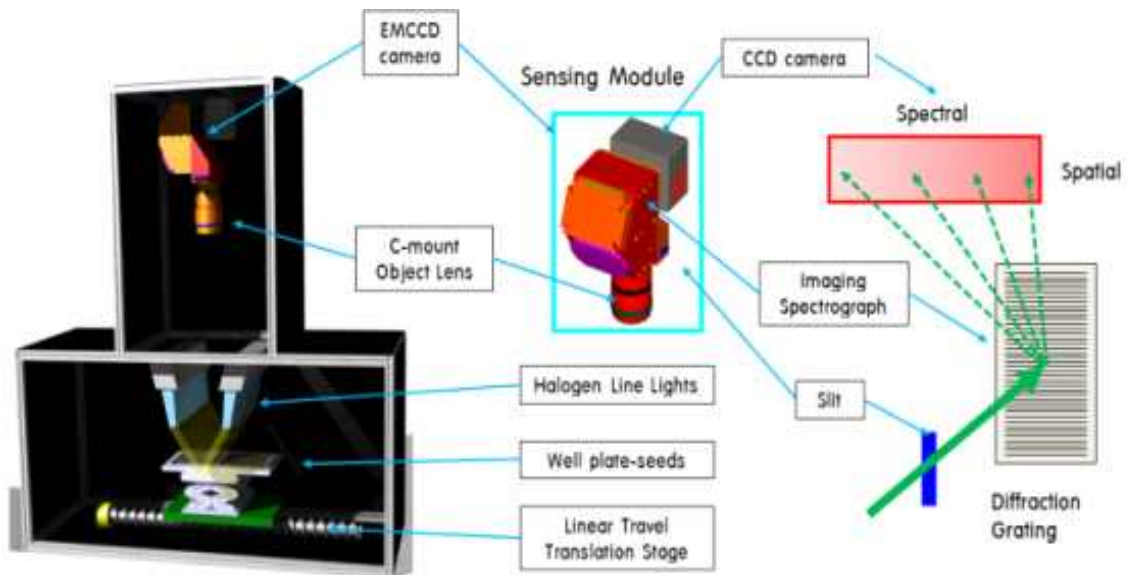 EMCCD
camera
Sensing Module
CCD camera
Spectral
Spatial
C-mount
Object Lens
Imaging
Spectrograph
Halogen Line Lights
Slit
Well plate-seeds
Linear Travel
Translation Stage
Diffraction
Grating